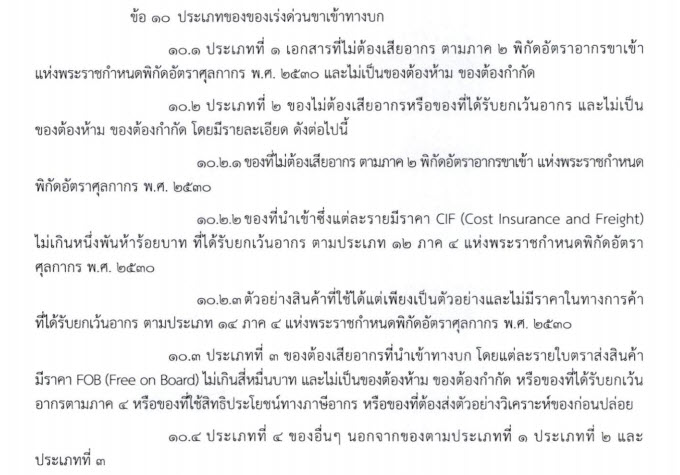 ข้อ ๑๐ ประเภทของของเร่งด่วนขาเข้าทางบก
๑๐.๑ ประเภทที่ ๑ เอกสารที่ไม่ต้องเสียอากร ตามภาค ๒ พิกัดอัตราอากรขาเข้า
แห่งพระราชกำหนดพิกัดอัตราศุลกากร พ.ศ. ๒๕๓๐ และไม่เป็นของต้องห้าม ของต้องกำกัด
๑๐.๒ ประเภทที่ ๒ ของไม่ต้องเสียอากรหรือของที่ได้รับยกเว้นอากร และไม่เป็น
ของต้องห้าม ของต้องกำกัด โดยมีรายละเอียด ดังต่อไปนี้
๑๐.๒.๑ ของที่ไม่ต้องเสียอากร ตามภาค ๒ พิกัดอัตราอากรขาเข้า แห่งพระราชกำหนด
พิกัดอัตราศุลกากร พ.ศ. ๒๕๓๐
๑๐.๒.๒ ของที่นำเข้าซึ่งแต่ละรายมีราคา CIF (Cost Insurance and Freight)
ไม่เกินหนึ่งพันห้าร้อยบาท ที่ได้รับยกเว้นอากร ตามประเภท ๑๒ ภาค ๔ แห่งพระราชกำหนดพิกัดอัตรา
ศุลกากร พ.ศ. ๒๕๓๐
๑๐.๒.๓ ตัวอย่างสินค้าที่ใช้ได้แต่เพียงเป็นตัวอย่างและไม่มีราคาในทางการค้า
ที่ได้รับยกเว้นอากร ตามประเภท ๑๔ ภาค ๔ แห่งพระราชกำหนดพิกัดอัตราศุลกากร พ.ศ. ๒๕๓๐
๑๐.๓ ประเภทที่ ๓ ของต้องเสียอากรที่นำเข้าทางบก โดยแต่ละรายใบตราส่งสินค้า
มีราคา FOB (Free on Board) ไม่เกินสี่หมื่นบาท และไม่เป็นของต้องห้าม ของต้องกำกัด หรือของที่ได้รับยกเว้น
อากรตามภาค ๔ หรือของที่ใช้สิทธิประโยชน์ทางภาษีอากร หรือของที่ต้องส่งตัวอย่างวิเคราะห์ของก่อนปล่อย
๑๐.๔ ประเภทที่ ๔ ของอื่นๆ นอกจากของตามประเภทที่ ๑ ประเภทที่ ๒ และ
ประเภทที่ ๓